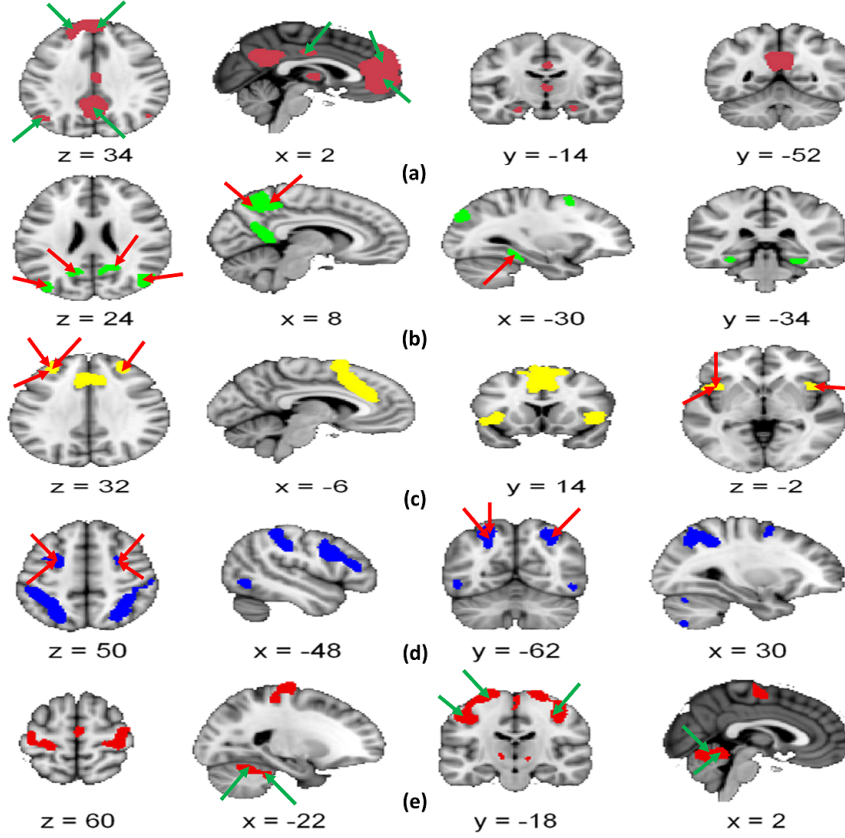 z = 34 x = 2 y = -14 y = -52
(a)
z = 24 x = 8 x = -30 y = -34
(b)
z = 32 x = -6 y = 14 z = -2
(c)
z = 50 x = -48 y = -62 x = 30
(d)
z = 60 x = -22 y = -18 x = 2
(e)